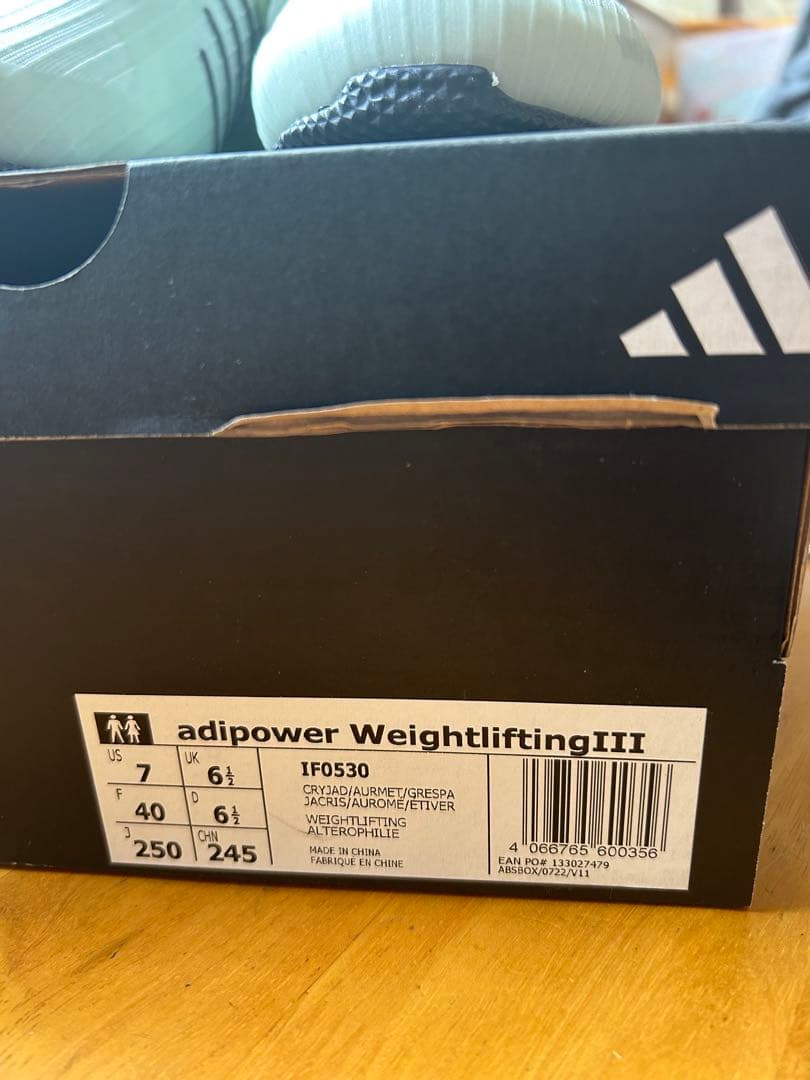 adipower WeightliftingIII
US 7 UK 6½
F 40 D 6½
J 250 CHN 245
IF0530
CRYJAD/AURMET/GRESPA
JACRIS/AUROME/ETIVER
WEIGHTLIFTING
ALTEROPHILIE
MADE IN CHINA
FABRIQUÉ EN CHINE
4 066765 600356
EAN PO# 133027479
ABSBOX/0722/V11